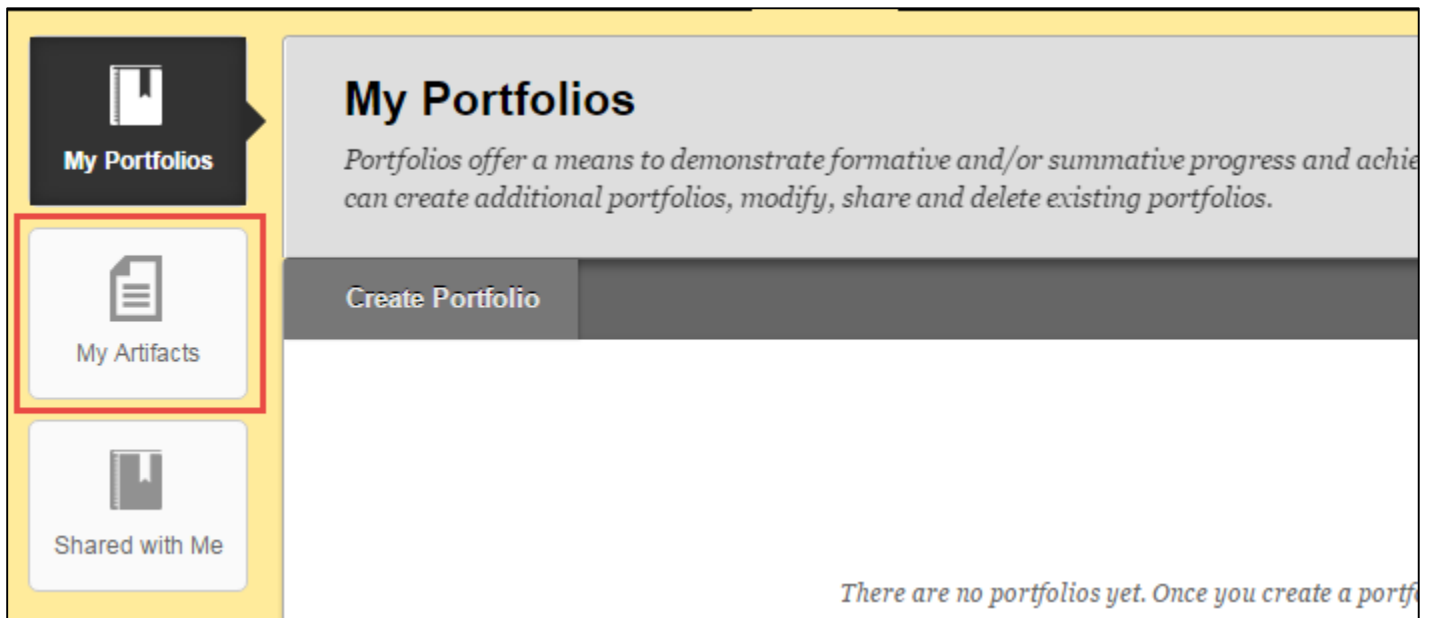 My Portfolios
My Artifacts
Shared with Me
My Portfolios
Portfolios offer a means to demonstrate formative and/or summative progress and achie
can create additional portfolios, modify, share and delete existing portfolios.
Create Portfolio
There are no portfolios yet. Once you create a portf